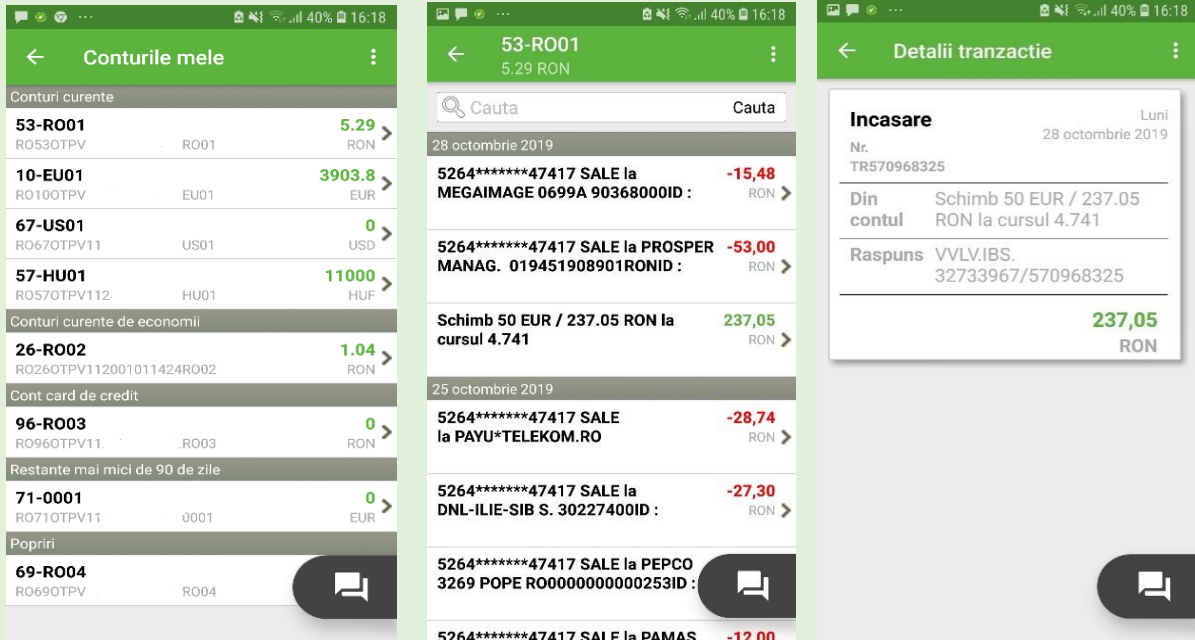 40% 16:18
Conturile mele
Conturi curente
53-RO01 5.29
RO53OTPV RO01 RON
10-EU01 3903.8
RO10OTPV EU01 EUR
67-US01 0
RO67OTPV11 US01 USD
57-HU01 11000
RO57OTPV112 HU01 HUF
Conturi curente de economii
26-RO02 1.04
RO26OTPV112001011424RO02 RON
Cont card de credit
96-RO03 0
RO96OTPV11. .RO03 RON
Restante mai mici de 90 de zile
71-0001 0
RO71OTPV11 0001 EUR
Popriri
69-RO04
RO69OTPV RO04
40% 16:18
53-RO01
5.29 RON
Cauta Cauta
28 octombrie 2019
5264*******47417 SALE la -15,48
MEGAIMAGE 0699A 90368000ID : RON
5264*******47417 SALE la PROSPER -53,00
MANAG. 019451908901RONID : RON
Schimb 50 EUR / 237.05 RON la 237,05
cursul 4.741 RON
25 octombrie 2019
5264*******47417 SALE -28,74
la PAYU*TELEKOM.RO RON
5264*******47417 SALE la -27,30
DNL-ILIE-SIB S. 30227400ID : RON
5264*******47417 SALE la PEPCO
3269 POPE RO0000000000253ID :
5264*******47417 SALE la PAMAS -12,00
40% 16:18
Detalii tranzactie
Incasare Luni
28 octombrie 2019
Nr.
TR570968325
Din Schimb 50 EUR / 237.05
contul RON la cursul 4.741
Raspuns VVLV.IBS.
32733967/570968325
237,05
RON